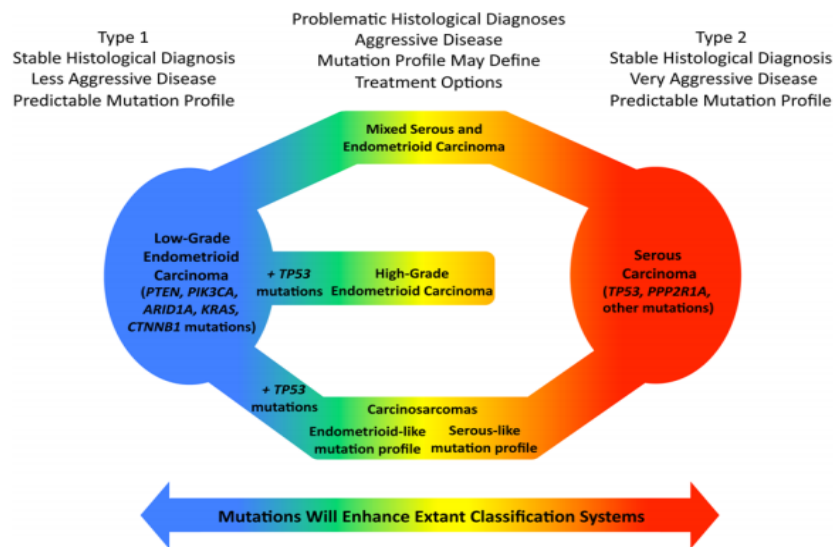 Type 1
Stable Histological Diagnosis
Less Aggressive Disease
Predictable Mutation Profile
Problematic Histological Diagnoses
Aggressive Disease
Mutation Profile May Define
Treatment Options
Type 2
Stable Histological Diagnosis
Very Aggressive Disease
Predictable Mutation Profile
Mixed Serous and
Endometrioid Carcinoma
Low-Grade
Endometrioid
Carcinoma
(PTEN, PIK3CA,
ARID1A, KRAS,
CTNNB1 mutations)
+ TP53
mutations
High-Grade
Endometrioid Carcinoma
Serous
Carcinoma
(TP53, PPP2R1A,
other mutations)
+ TP53
mutations
Carcinosarcomas
Endometrioid-like
mutation profile
Serous-like
mutation profile
Mutations Will Enhance Extant Classification Systems